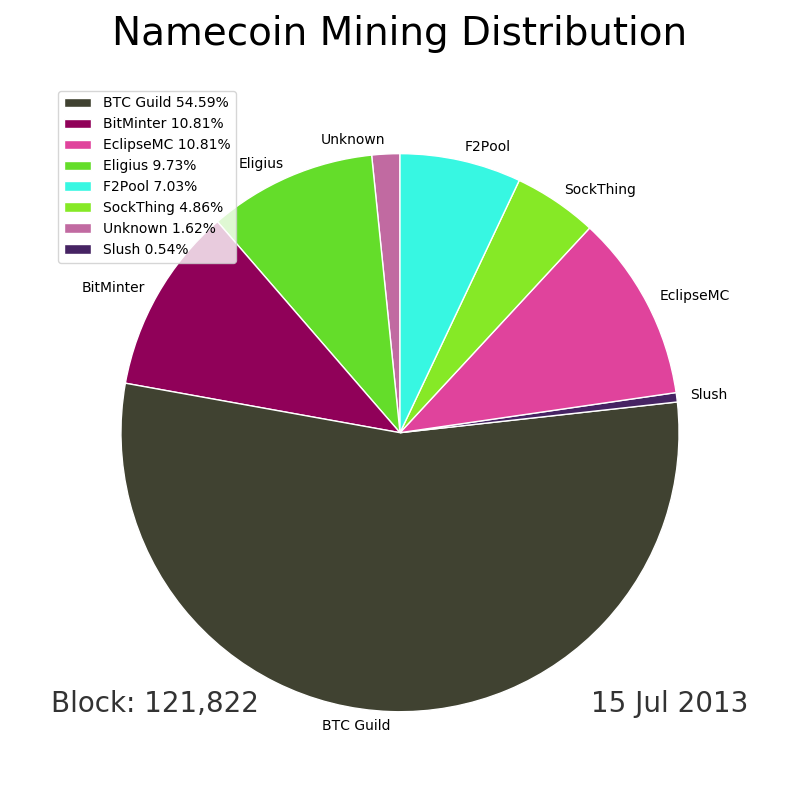 Namecoin Mining Distribution
BTC Guild 54.59%
BitMinter 10.81%
EclipseMC 10.81%
Eligius 9.73%
F2Pool 7.03%
SockThing 4.86%
Unknown 1.62%
Slush 0.54%
Unknown
F2Pool
Eligius
SockThing
BitMinter
EclipseMC
Slush
Block: 121,822
15 Jul 2013
BTC Guild